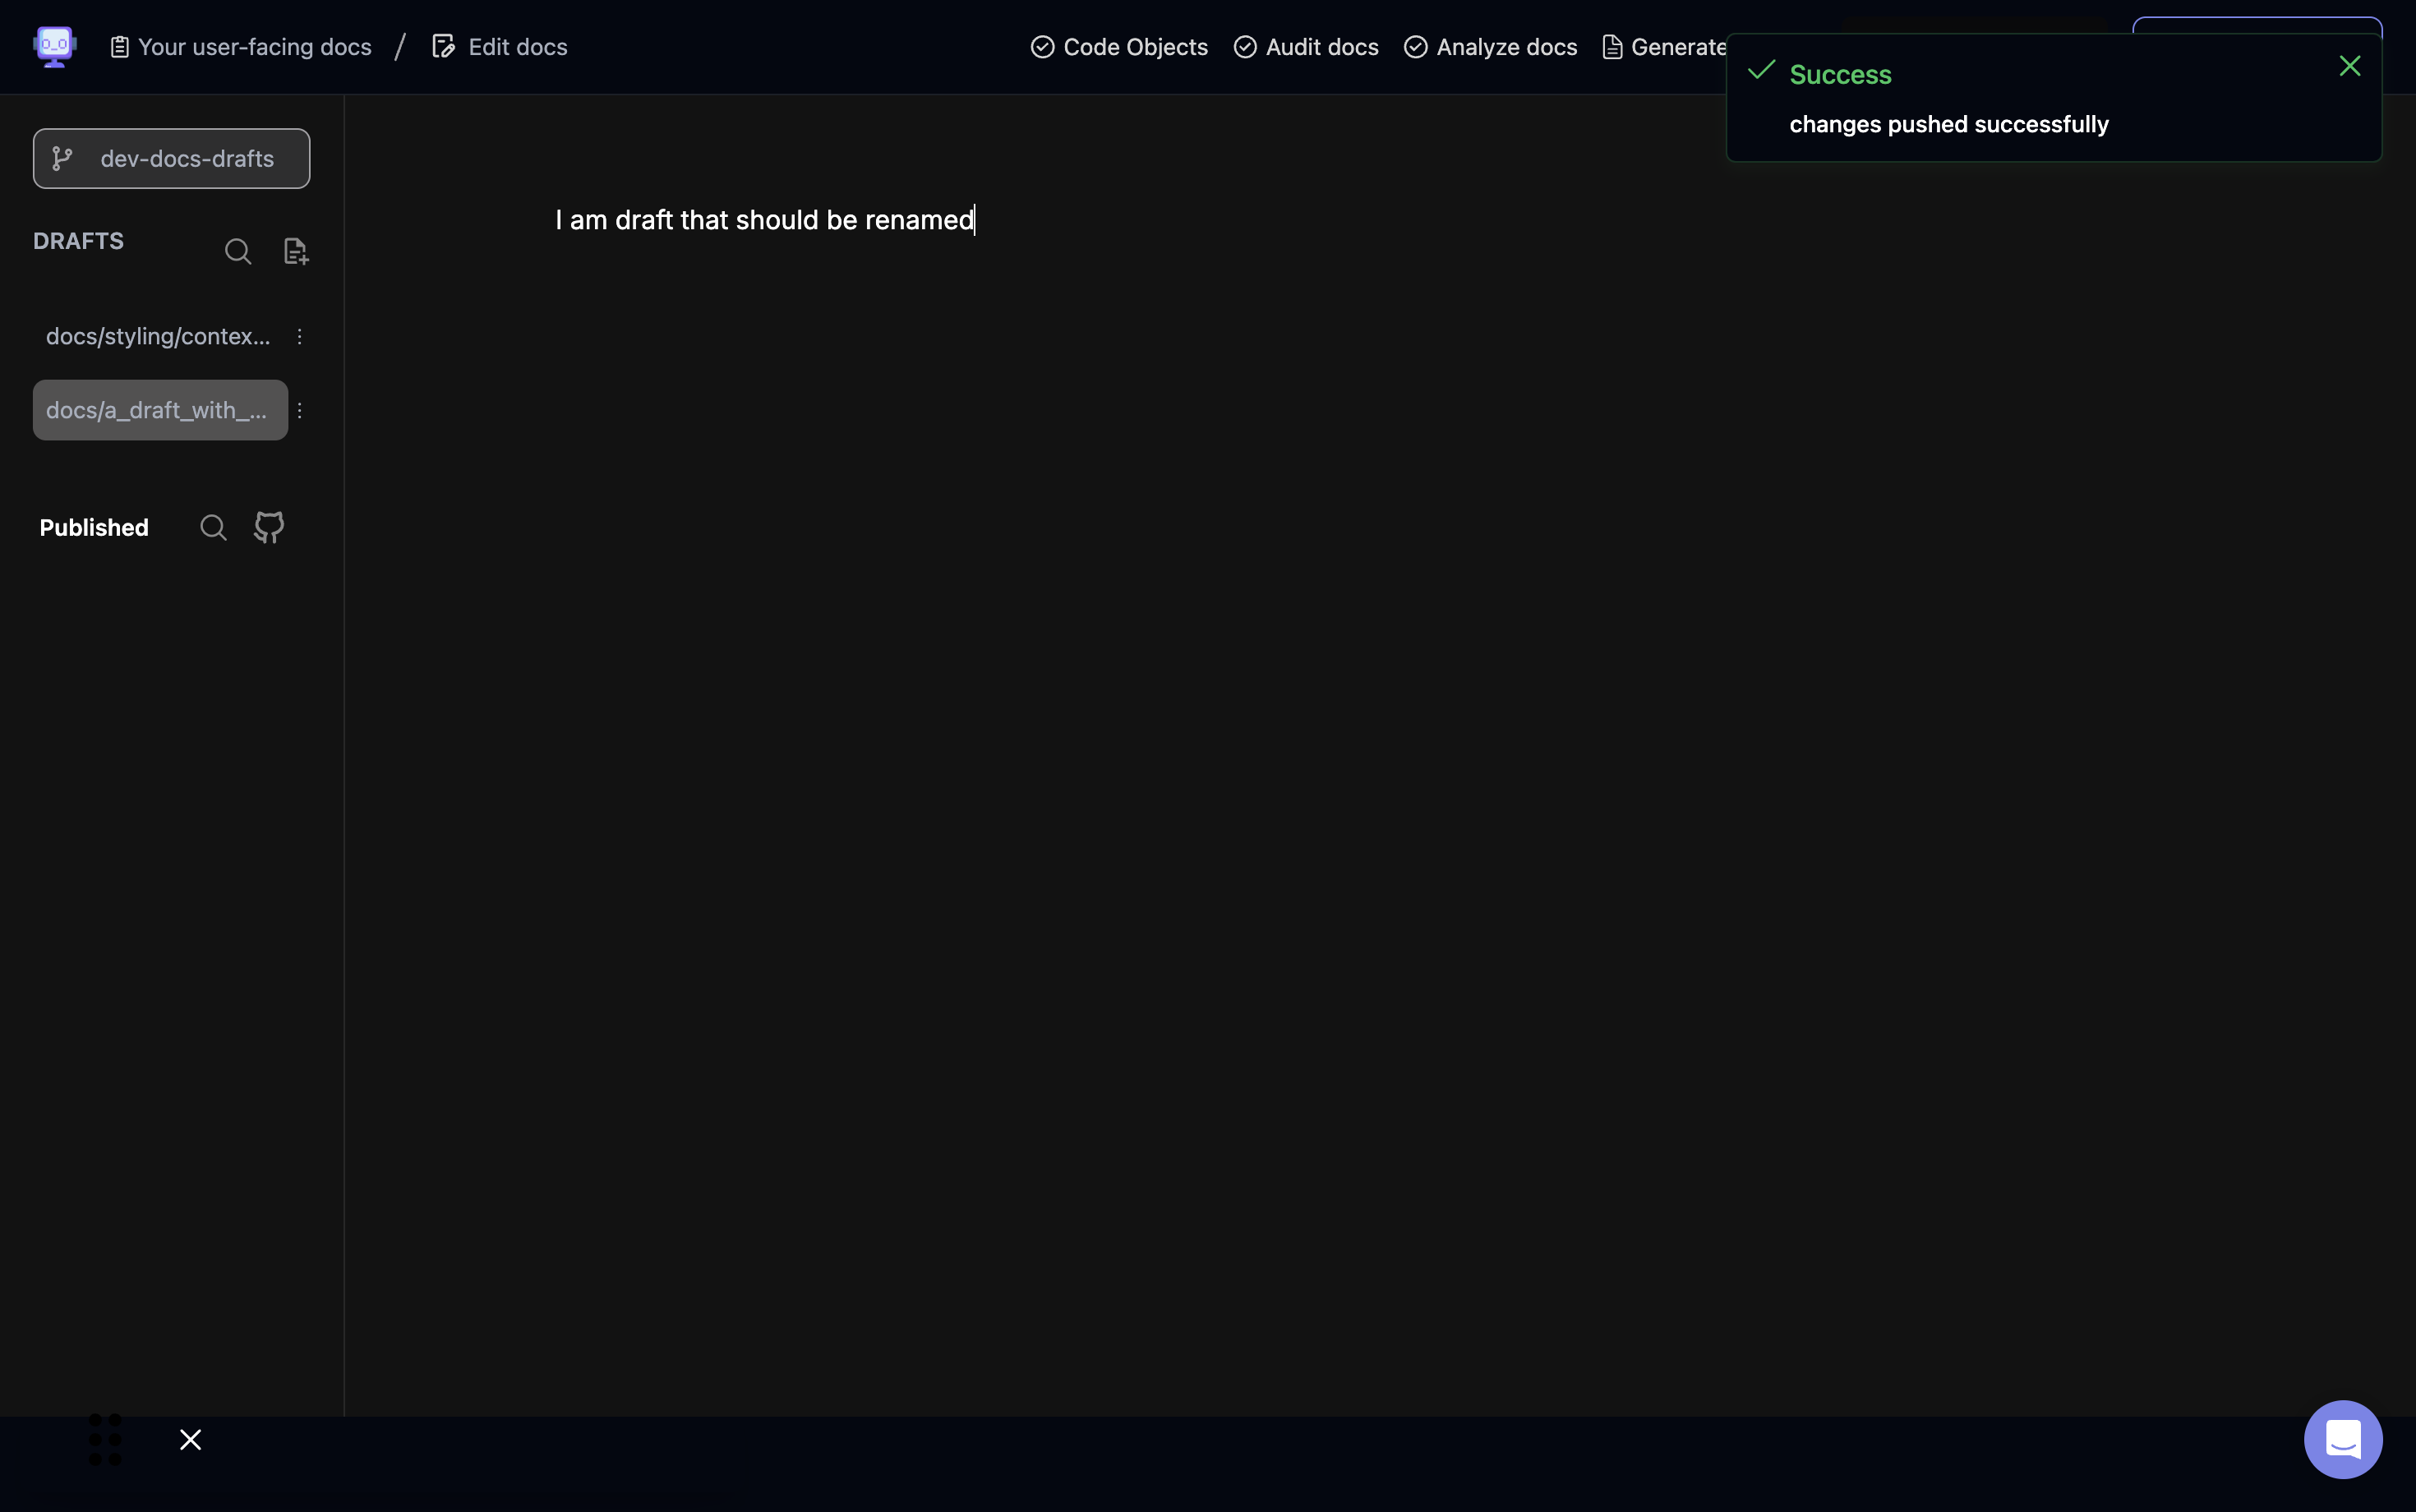 Your user-facing docs / Edit docs
Code Objects Audit docs Analyze docs Generate
Success
changes pushed successfully
dev-docs-drafts
DRAFTS
I am draft that should be renamed
docs/styling/contex...
docs/a_draft_with_...
Published